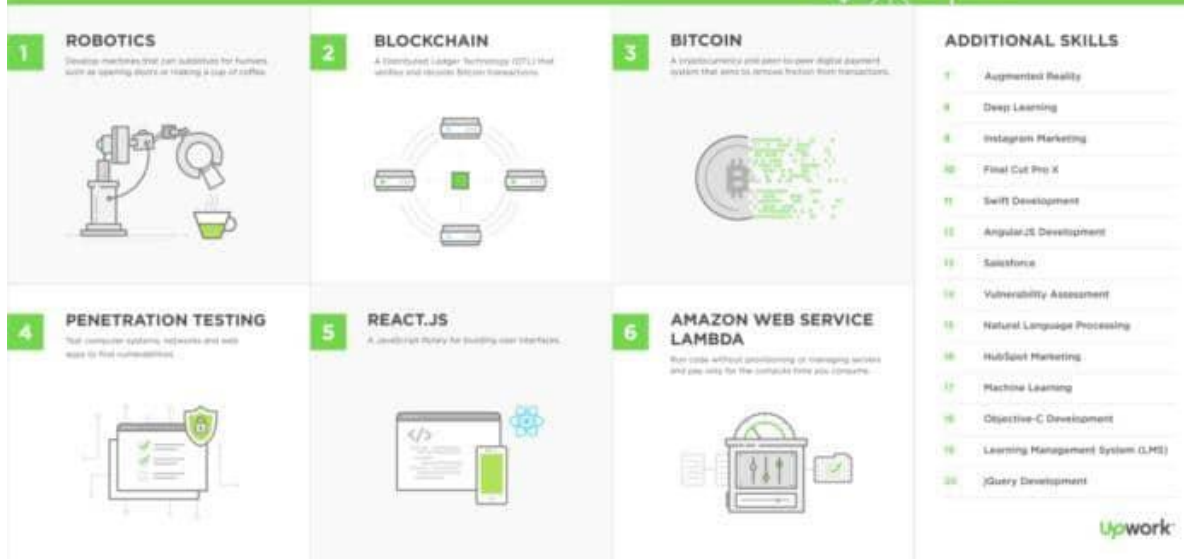 1
ROBOTICS
Develop machines that can substitute for humans,
such as opening doors or making a cup of coffee.
2
BLOCKCHAIN
A Distributed Ledger Technology (DTL) that
verifies and records Bitcoin transactions.
3
BITCOIN
A cryptocurrency and peer-to-peer digital payment
system that aims to remove friction from transactions.
4
PENETRATION TESTING
Test computer systems, networks and web
apps to find vulnerabilities.
5
REACT.JS
A JavaScript library for building user interfaces.
</>
6
AMAZON WEB SERVICE
LAMBDA
Run code without provisioning or managing servers
and pay only for the compute time you consume.
ADDITIONAL SKILLS
7 Augmented Reality
8 Deep Learning
9 Instagram Marketing
10 Final Cut Pro X
11 Swift Development
12 AngularJS Development
13 Salesforce
14 Vulnerability Assessment
15 Natural Language Processing
16 HubSpot Marketing
17 Machine Learning
18 Objective-C Development
19 Learning Management System (LMS)
20 jQuery Development
Upwork